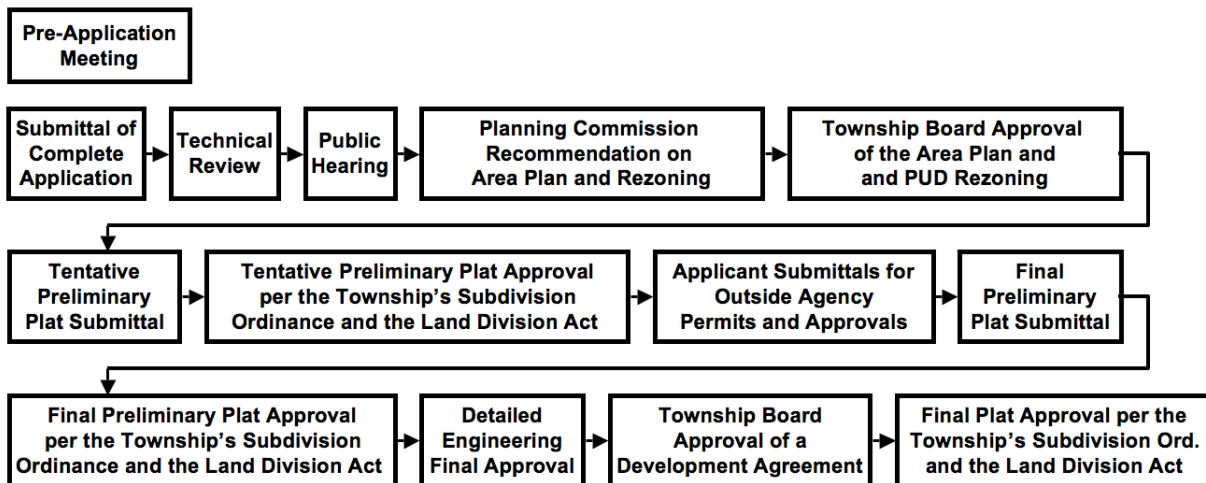 Pre-Application
Meeting
Submittal of
Complete
Application
Technical
Review
Public
Hearing
Planning Commission
Recommendation on
Area Plan and Rezoning
Township Board Approval
of the Area Plan and
and PUD Rezoning
Tentative
Preliminary
Plat Submittal
Tentative Preliminary Plat Approval
per the Township’s Subdivision
Ordinance and the Land Division Act
Applicant Submittals for
Outside Agency
Permits and Approvals
Final
Preliminary
Plat Submittal
Final Preliminary Plat Approval
per the Township’s Subdivision
Ordinance and the Land Division Act
Detailed
Engineering
Final Approval
Township Board
Approval of a
Development Agreement
Final Plat Approval per the
Township’s Subdivision Ord.
and the Land Division Act